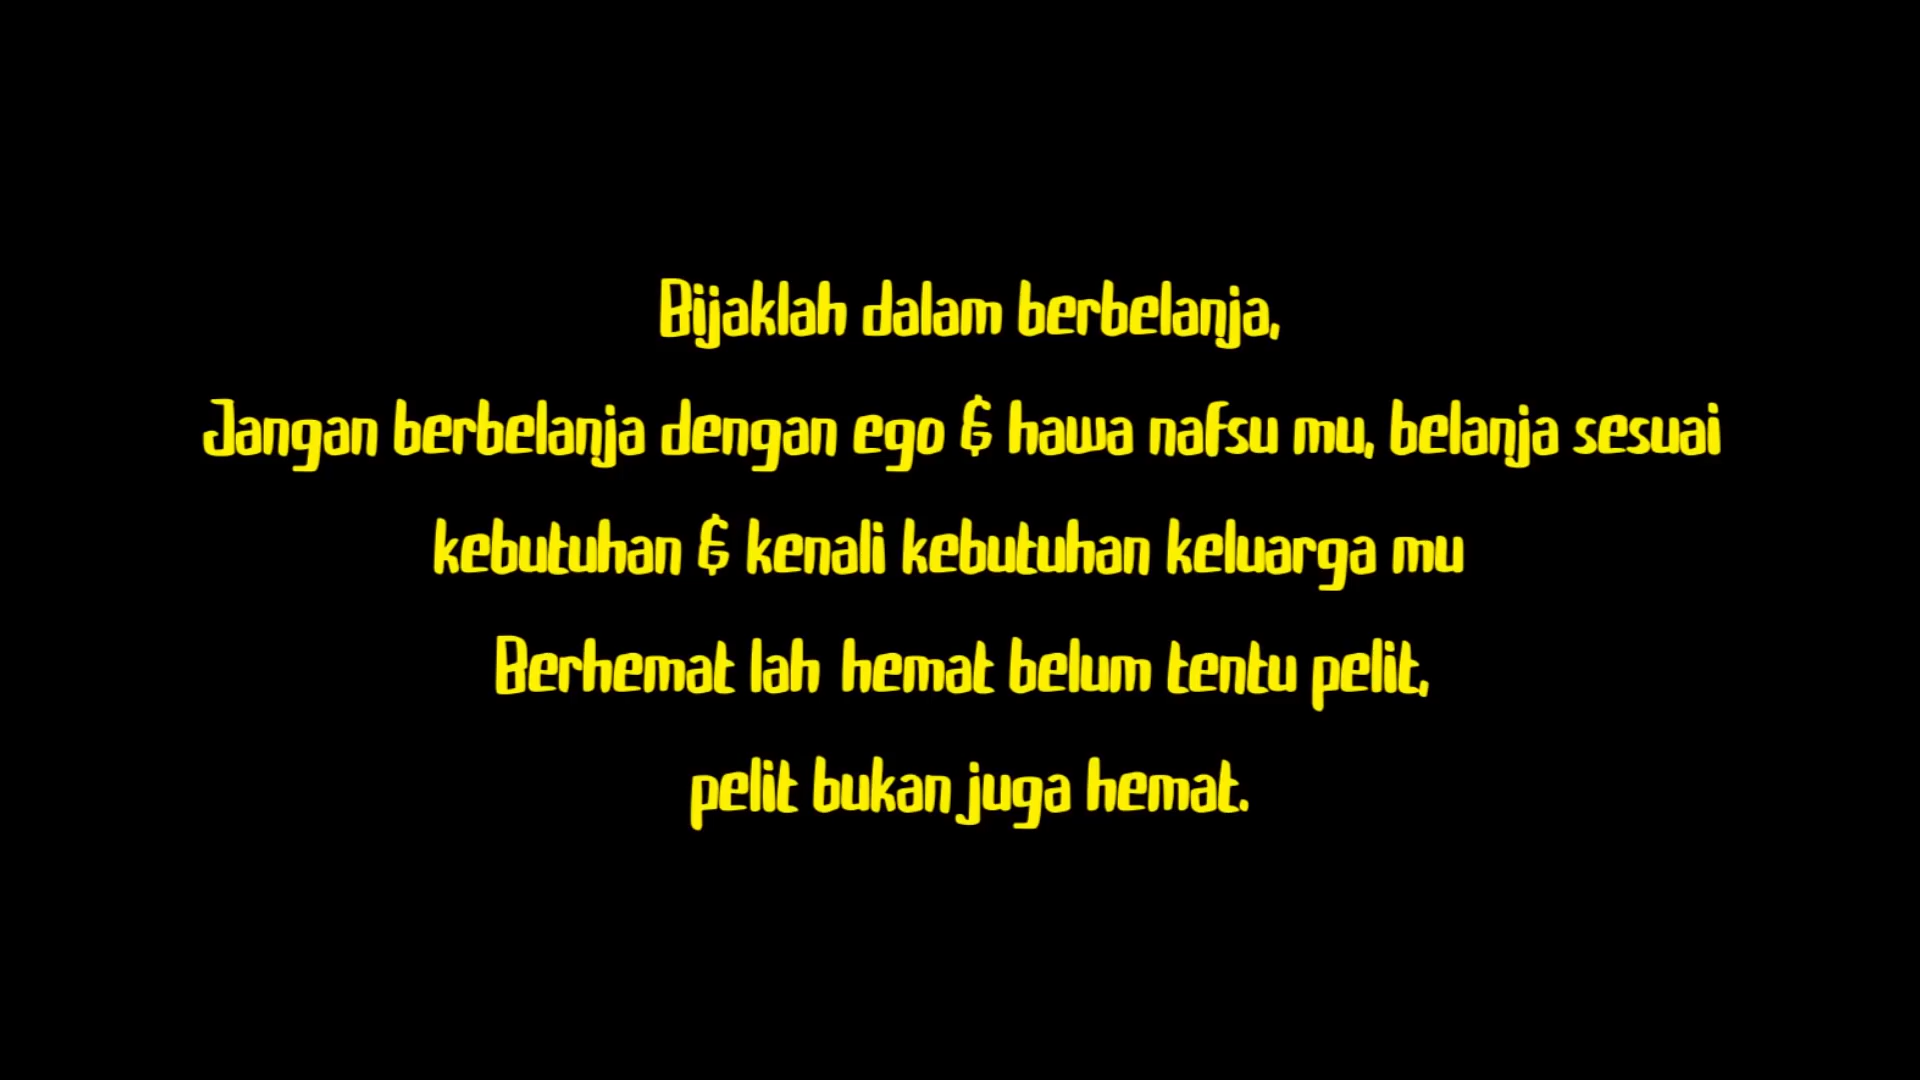 Bijaklah dalam berbelanja,
Jangan berbelanja dengan ego & hawa nafsu mu, belanja sesuai
kebutuhan & kenali kebutuhan keluarga mu
Berhemat lah hemat belum tentu pelit,
pelit bukan juga hemat.